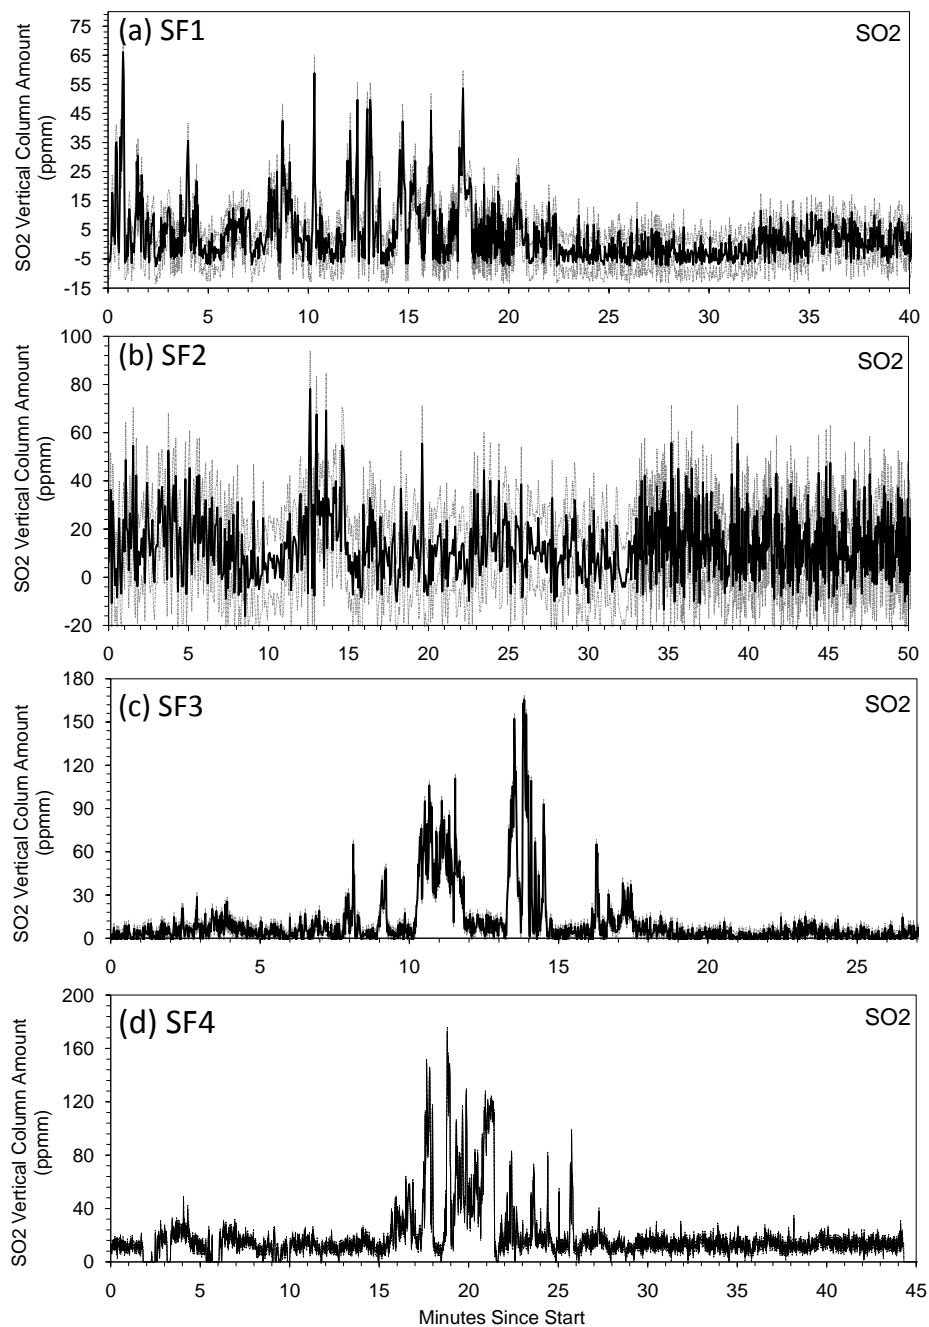 (a) SF1
SO2
SO2 Vertical Column Amount
(ppmm)
75
65
55
45
35
25
15
5
-5
-15
0 5 10 15 20 25 30 35 40
(b) SF2
SO2
SO2 Vertical Column Amount
(ppmm)
100
80
60
40
20
0
-20
0 5 10 15 20 25 30 35 40 45 50
(c) SF3
SO2
SO2 Vertical Colum Amount
(ppmm)
180
150
120
90
60
30
0
0 5 10 15 20 25
(d) SF4
SO2
SO2 Vertical Column Amount
(ppmm)
200
160
120
80
40
0
0 5 10 15 20 25 30 35 40 45
Minutes Since Start